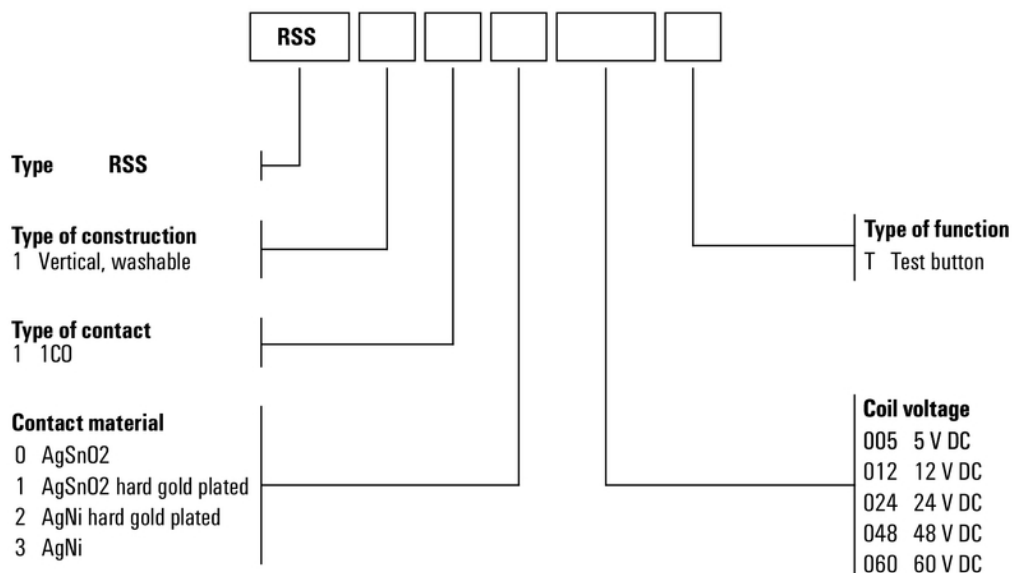 RSS
Type RSS
Type of construction
1 Vertical, washable
Type of contact
1 1CO
Contact material
0 AgSnO2
1 AgSnO2 hard gold plated
2 AgNi hard gold plated
3 AgNi
Type of function
T Test button
Coil voltage
005 5 V DC
012 12 V DC
024 24 V DC
048 48 V DC
060 60 V DC